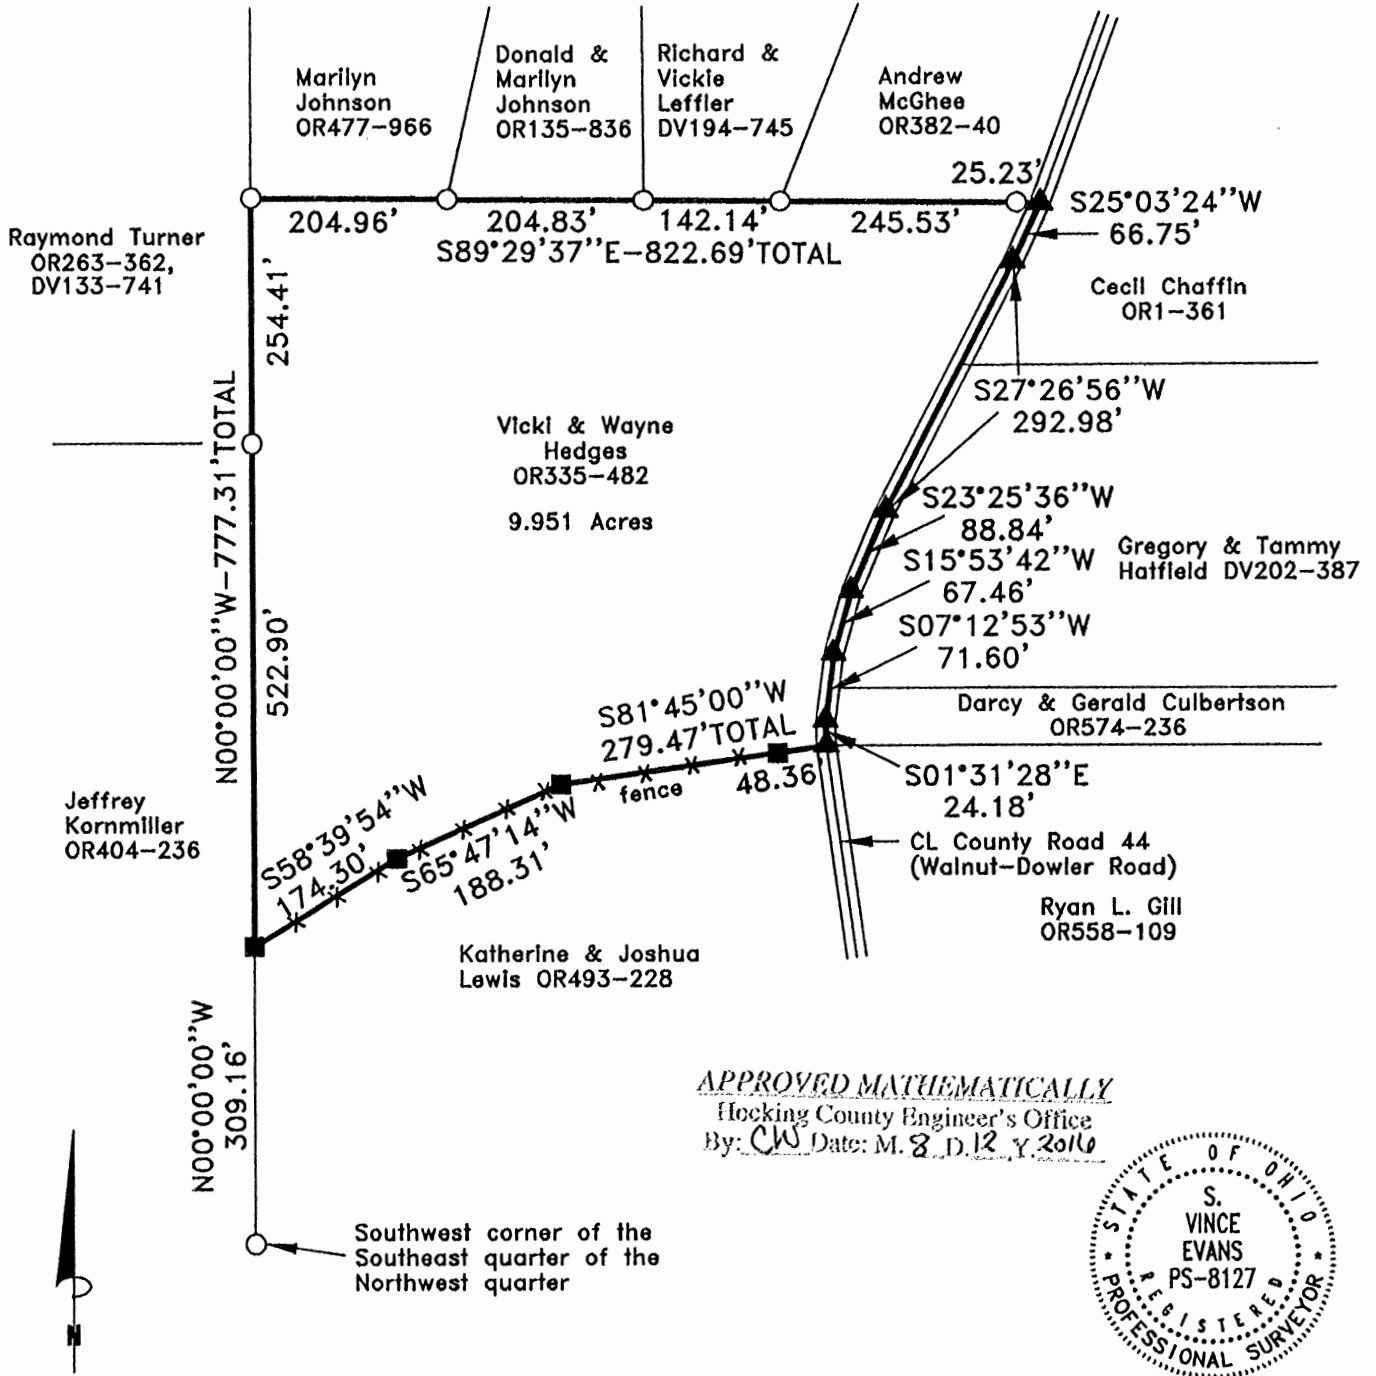 Marilyn
Johnson
OR477-966
Donald &
Marilyn
Johnson
OR135-836
Richard &
Vickie
Leffler
DV194-745
Andrew
McGhee
OR382-40
25.23'
204.96'
204.83'
142.14'
245.53'
S89°29'37''E-822.69'TOTAL
S25°03'24''W
66.75'
Raymond Turner
OR263-362,
DV133-741
254.41'
Cecil Chaffin
OR1-361
N00°00'00''W-777.31'TOTAL
S27°26'56''W
292.98'
Vicki & Wayne
Hedges
OR335-482
9.951 Acres
S23°25'36''W
88.84'
Gregory & Tammy
Hatfield DV202-387
S15°53'42''W
67.46'
S07°12'53''W
71.60'
522.90'
Darcy & Gerald Culbertson
OR574-236
S81°45'00''W
279.47'TOTAL
fence
48.36'
S01°31'28''E
24.18'
Jeffrey
Kornmiller
OR404-236
S58°39'54''W
174.30'
S65°47'14''W
188.31'
CL County Road 44
(Walnut-Dowler Road)
Ryan L. Gill
OR558-109
Katherine & Joshua
Lewis OR493-228
N00°00'00''W
309.16'
APPROVED MATHEMATICALLY
Hocking County Engineer's Office
By: CW Date: M. 8 D. 12 Y. 2016
Southwest corner of the
Southeast quarter of the
Northwest quarter
N
STATE OF OHIO
S.
VINCE
EVANS
PS-8127
REGISTERED
* PROFESSIONAL SURVEYOR *